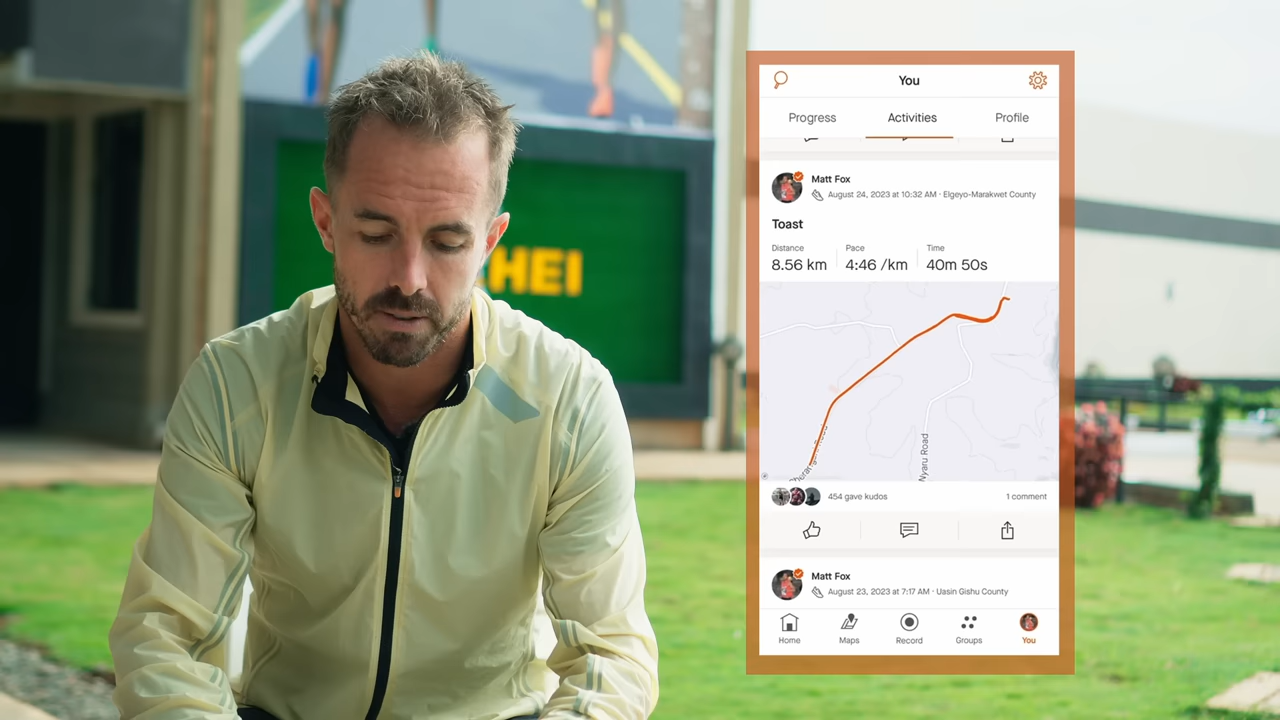 CHEI
You
Progress Activities Profile
Matt Fox
August 24, 2023 at 10:32 AM · Elgeyo-Marakwet County
Toast
Distance Pace Time
8.56 km 4:46 /km 40m 50s
Nyaru Road
454 gave kudos 1 comment
Matt Fox
August 23, 2023 at 7:17 AM · Uasin Gishu County
Home Maps Record Groups You